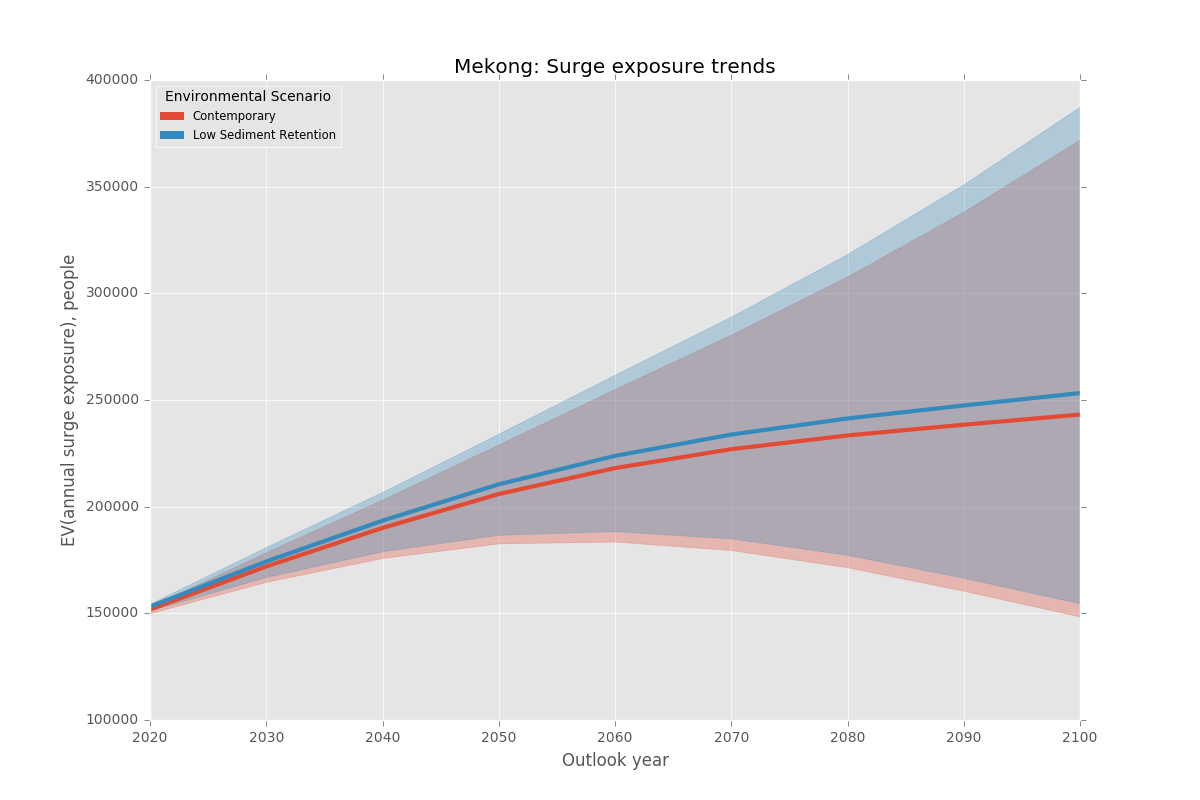 Mekong: Surge exposure trends
400000
350000
300000
250000
200000
150000
100000
EV(annual surge exposure), people
Environmental Scenario
Contemporary
Low Sediment Retention
2020 2030 2040 2050 2060 2070 2080 2090 2100
Outlook year